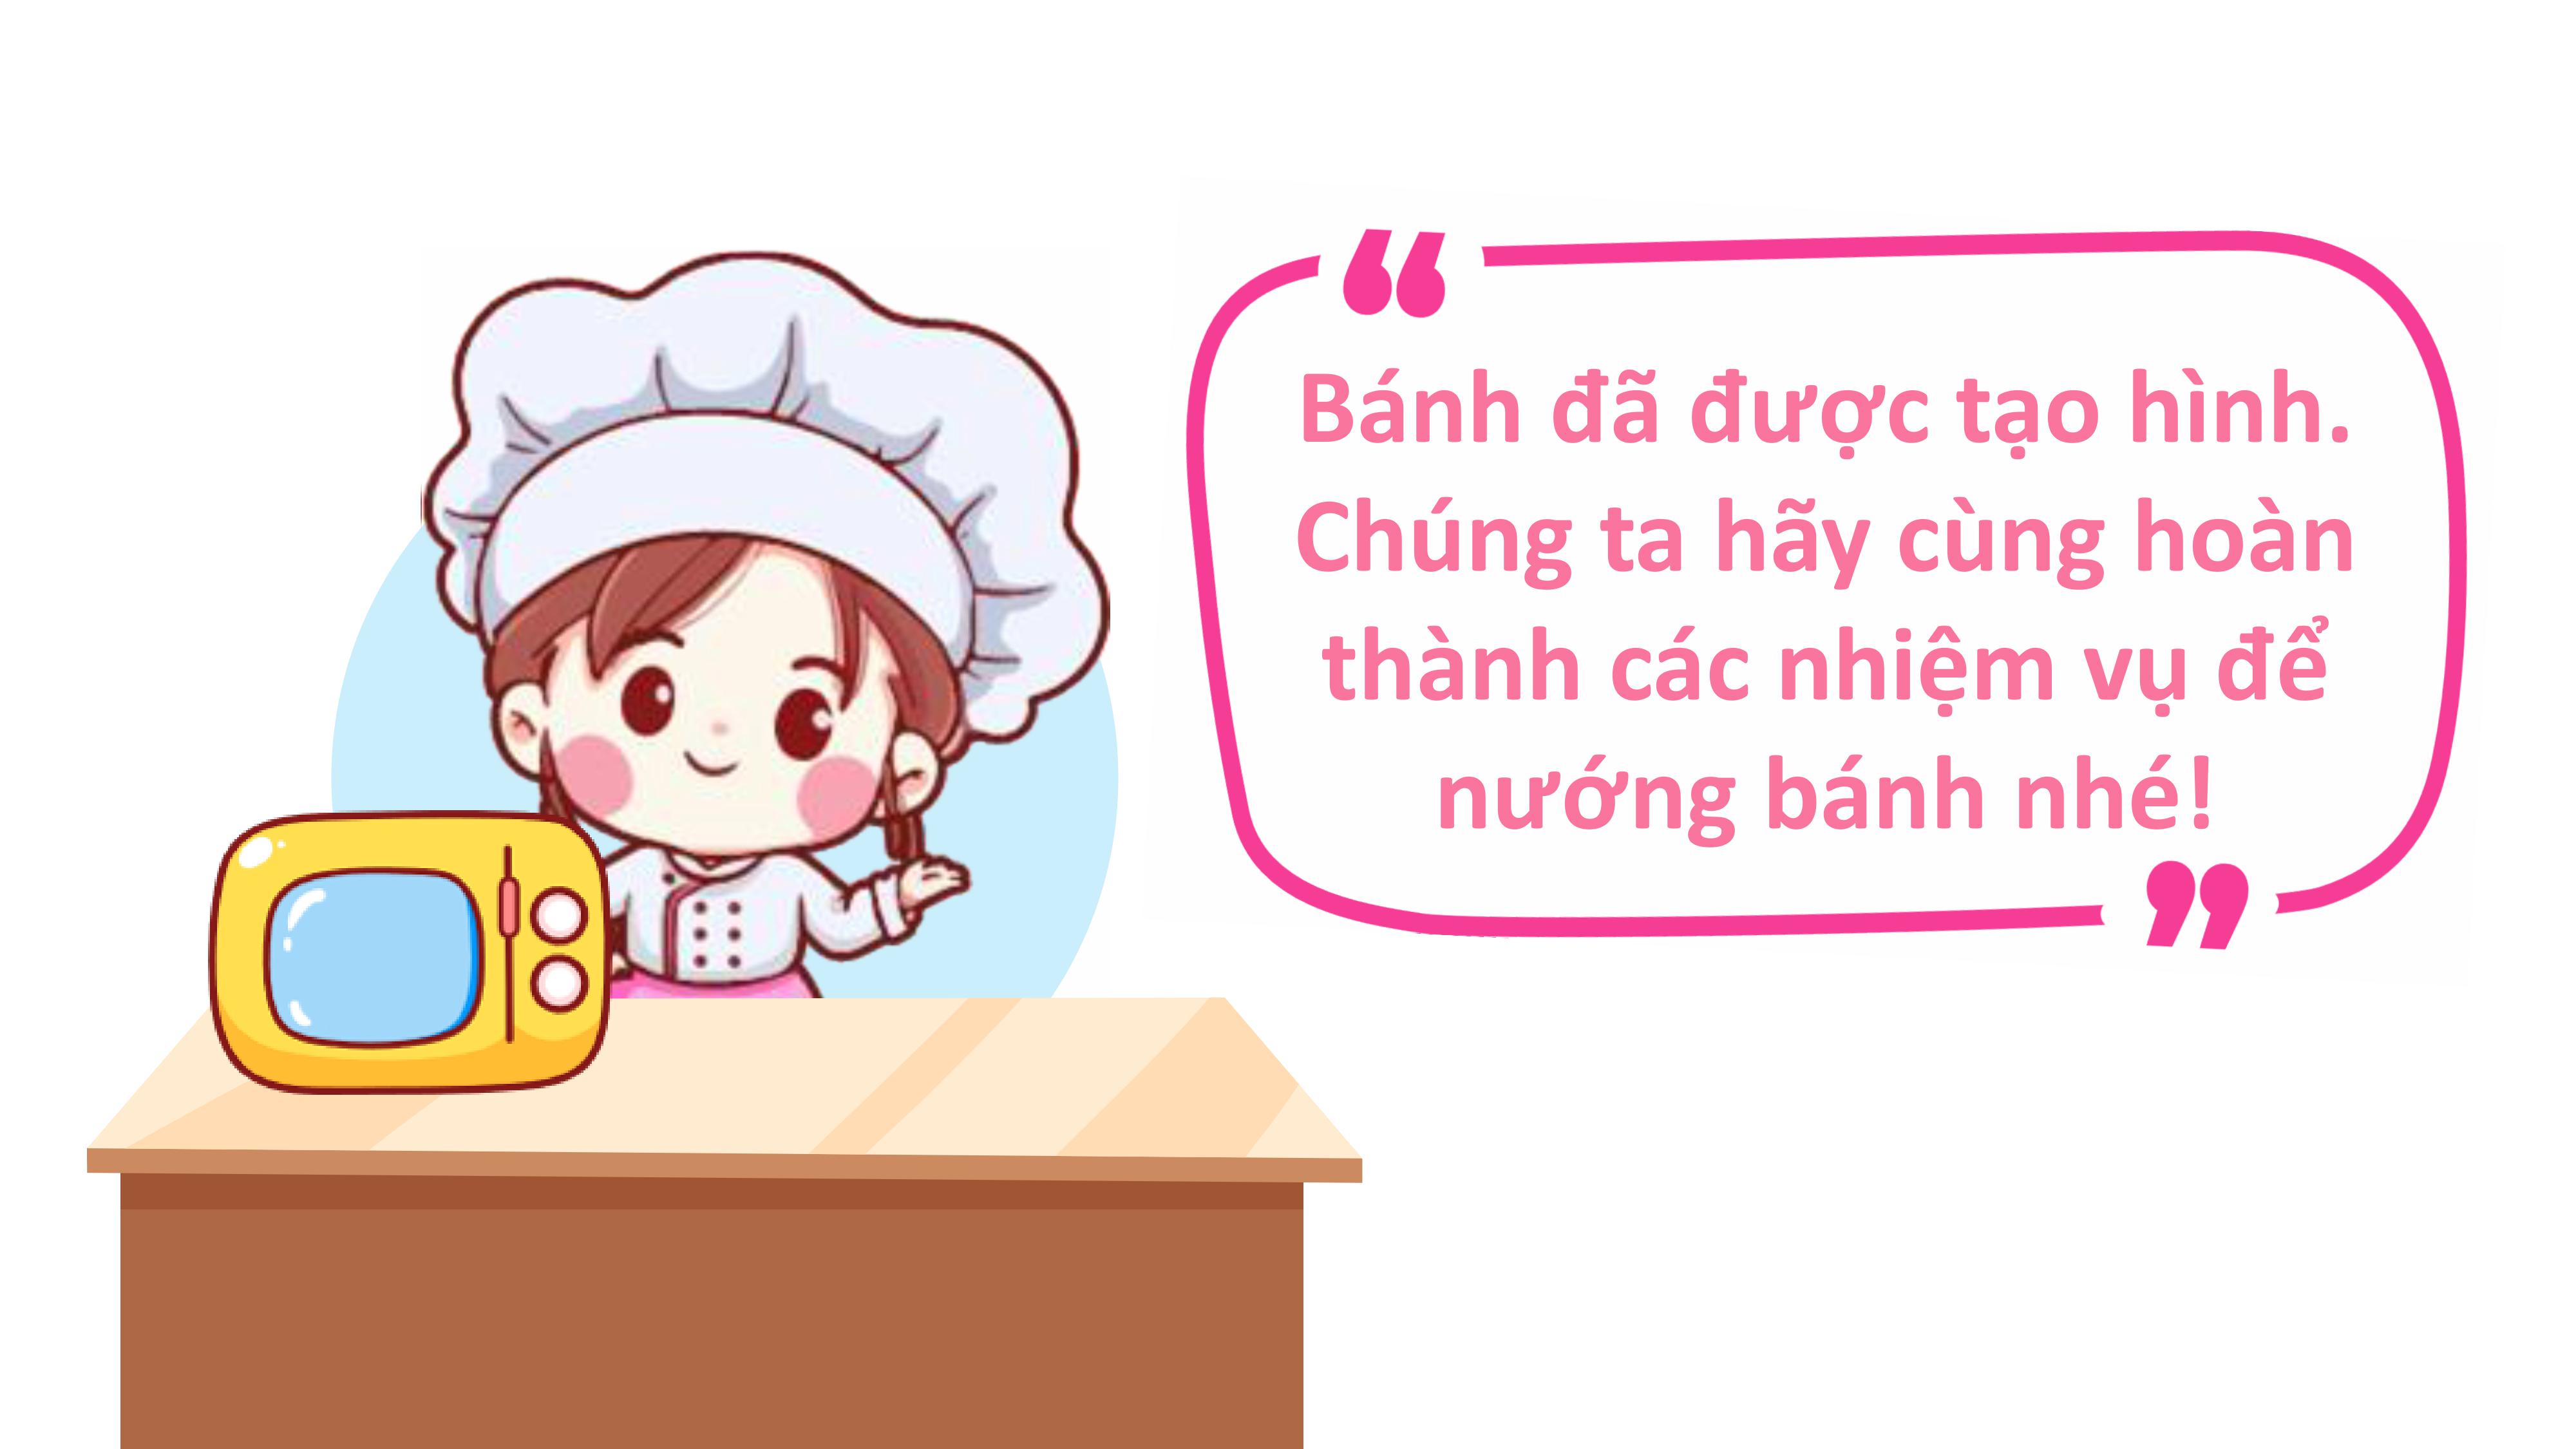 Bánh đã được tạo hình.
Chúng ta hãy cùng hoàn
thành các nhiệm vụ để
nướng bánh nhé!